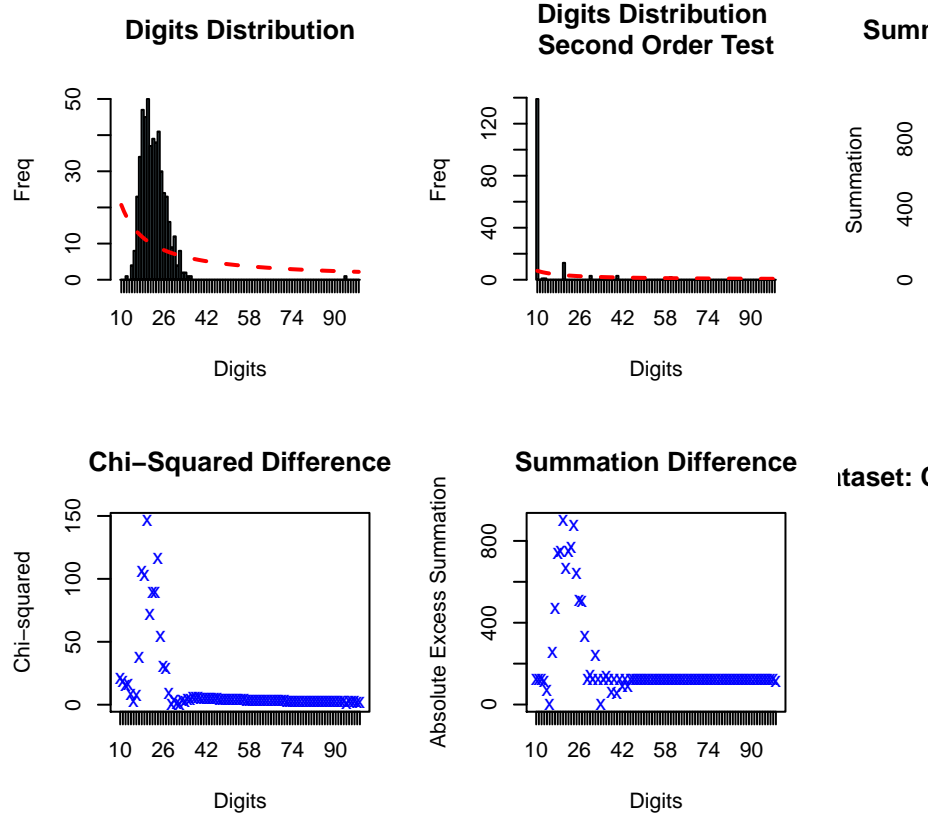 Digits Distribution
Freq
50
30
10
0
10 26 42 58 74 90
Digits
Digits Distribution
Second Order Test
Freq
120
80
40
0
10 26 42 58 74 90
Digits
Summ
Summation
800
400
0
Chi−Squared Difference
Chi−squared
150
100
50
0
10 26 42 58 74 90
Digits
Summation Difference
Absolute Excess Summation
800
400
0
10 26 42 58 74 90
Digits
taset: C